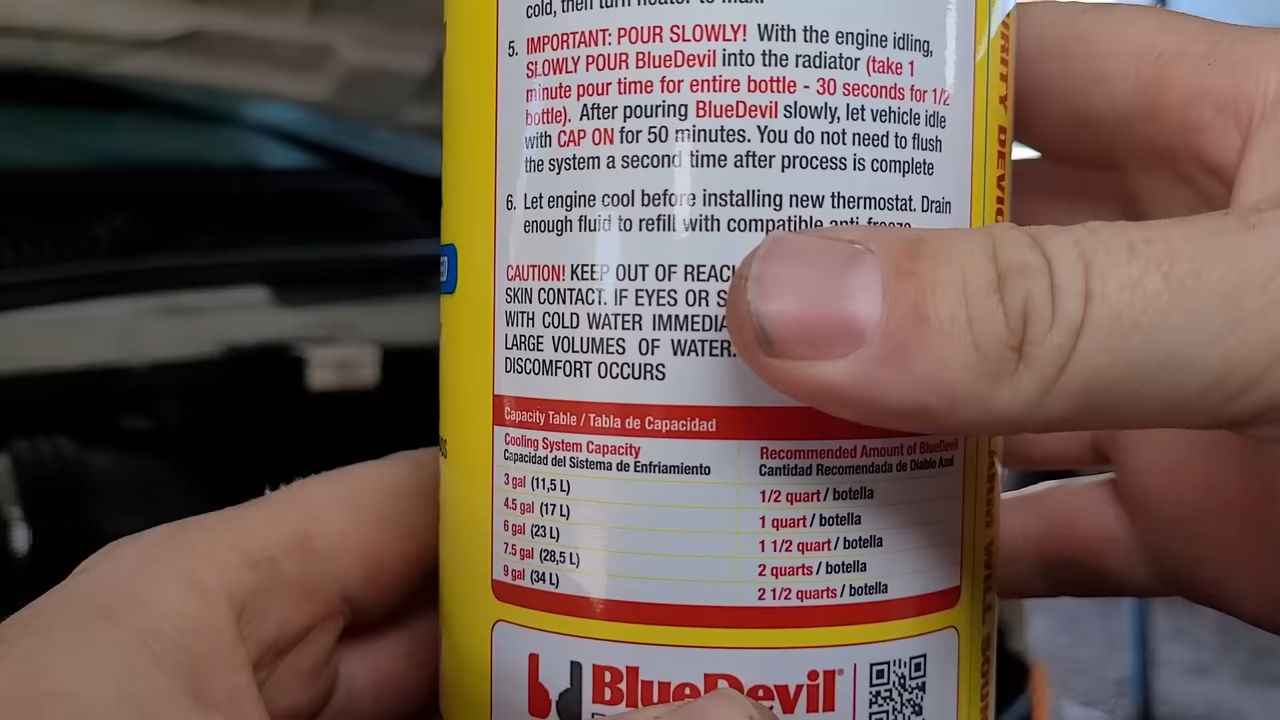 cold, then turn heater to max.
5. IMPORTANT: POUR SLOWLY! With the engine idling,
SLOWLY POUR BlueDevil into the radiator (take 1
minute pour time for entire bottle - 30 seconds for 1/2
bottle). After pouring BlueDevil slowly, let vehicle idle
with CAP ON for 50 minutes. You do not need to flush
the system a second time after process is complete
6. Let engine cool before installing new thermostat. Drain
enough fluid to refill with compatible anti-freeze
CAUTION! KEEP OUT OF
SKIN CONTACT. IF EYES OR
WITH COLD WATER
LARGE VOLUMES OF WATER.
DISCOMFORT OCCURS
Capacity Table / Tabla de Capacidad
Cooling System Capacity Recommended Amount of BlueDevil
Capacidad del Sistema de Enfriamiento Cantidad Recomendada de Diablo Azul
3 gal (11,5 L) 1/2 quart / botella
4.5 gal (17 L) 1 quart / botella
6 gal (23 L) 1 1/2 quart / botella
7.5 gal (28,5 L) 2 quarts / botella
9 gal (34 L) 2 1/2 quarts / botella
BlueDevil®